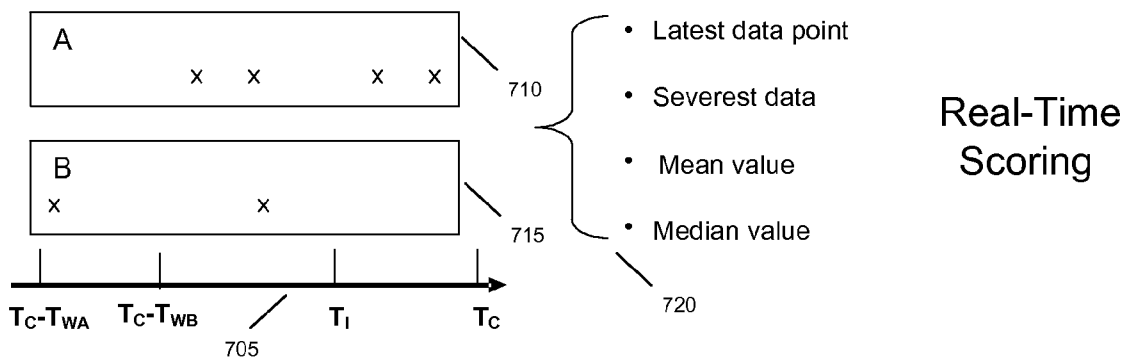 A
x x x x
710
B
x x
715
T_C-T_WA T_C-T_WB T_I T_C
705
• Latest data point
• Severest data
• Mean value
• Median value
720
Real-Time
Scoring